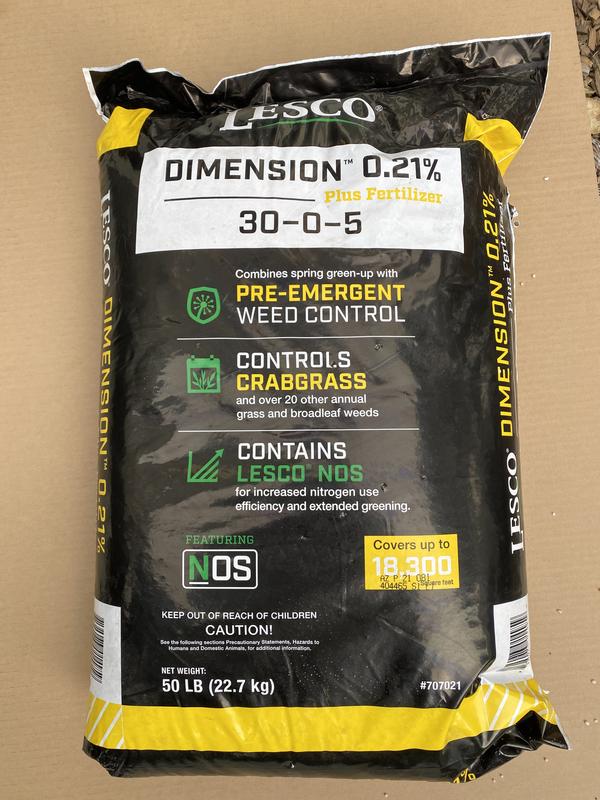 LESCO®
DIMENSION™ 0.21%
Plus Fertilizer
30-0-5
Combines spring green-up with
PRE-EMERGENT
WEED CONTROL
CONTROLS
CRABGRASS
and over 20 other annual
grass and broadleaf weeds
CONTAINS
LESCO® NOS
for increased nitrogen use
efficiency and extended greening.
FEATURING
NOS
Covers up to
18,300
square feet
KEEP OUT OF REACH OF CHILDREN
CAUTION!
See the following sections Precautionary Statements, Hazards to
Humans and Domestic Animals, for additional information.
NET WEIGHT:
50 LB (22.7 kg)
#707021
LESCO® DIMENSION™ 0.21%
LESCO® DIMENSION™ 0.21%
Plus Fertilizer